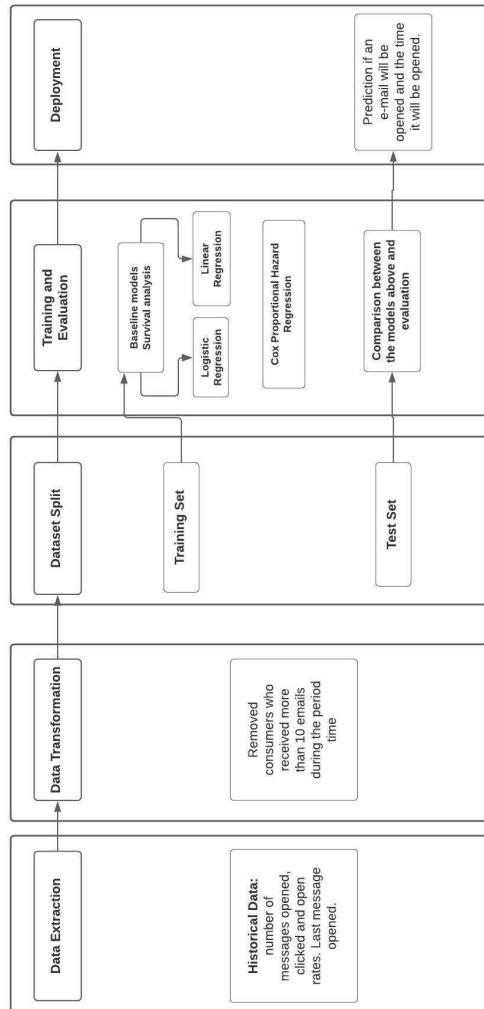 Data Extraction
Historical Data:
number of
messages opened,
clicked and open
rates. Last message
opened.
Data Transformation
Removed
consumers who
received more
than 10 emails
during the period
time
Dataset Split
Training Set
Test Set
Training and
Evaluation
Baseline models
Survival analysis
Logistic
Regression
Linear
Regression
Cox Proportional Hazard
Regression
Comparison between
the models above and
evaluation
Deployment
Prediction if an
e-mail will be
opened and the time
it will be opened.